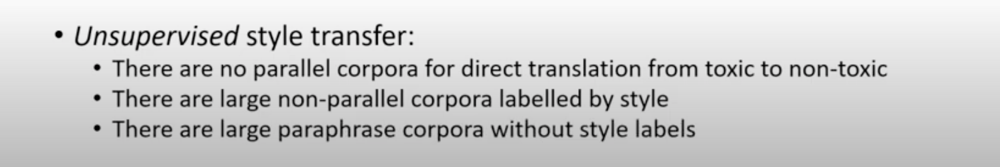 • Unsupervised style transfer:
• There are no parallel corpora for direct translation from toxic to non-toxic
• There are large non-parallel corpora labelled by style
• There are large paraphrase corpora without style labels